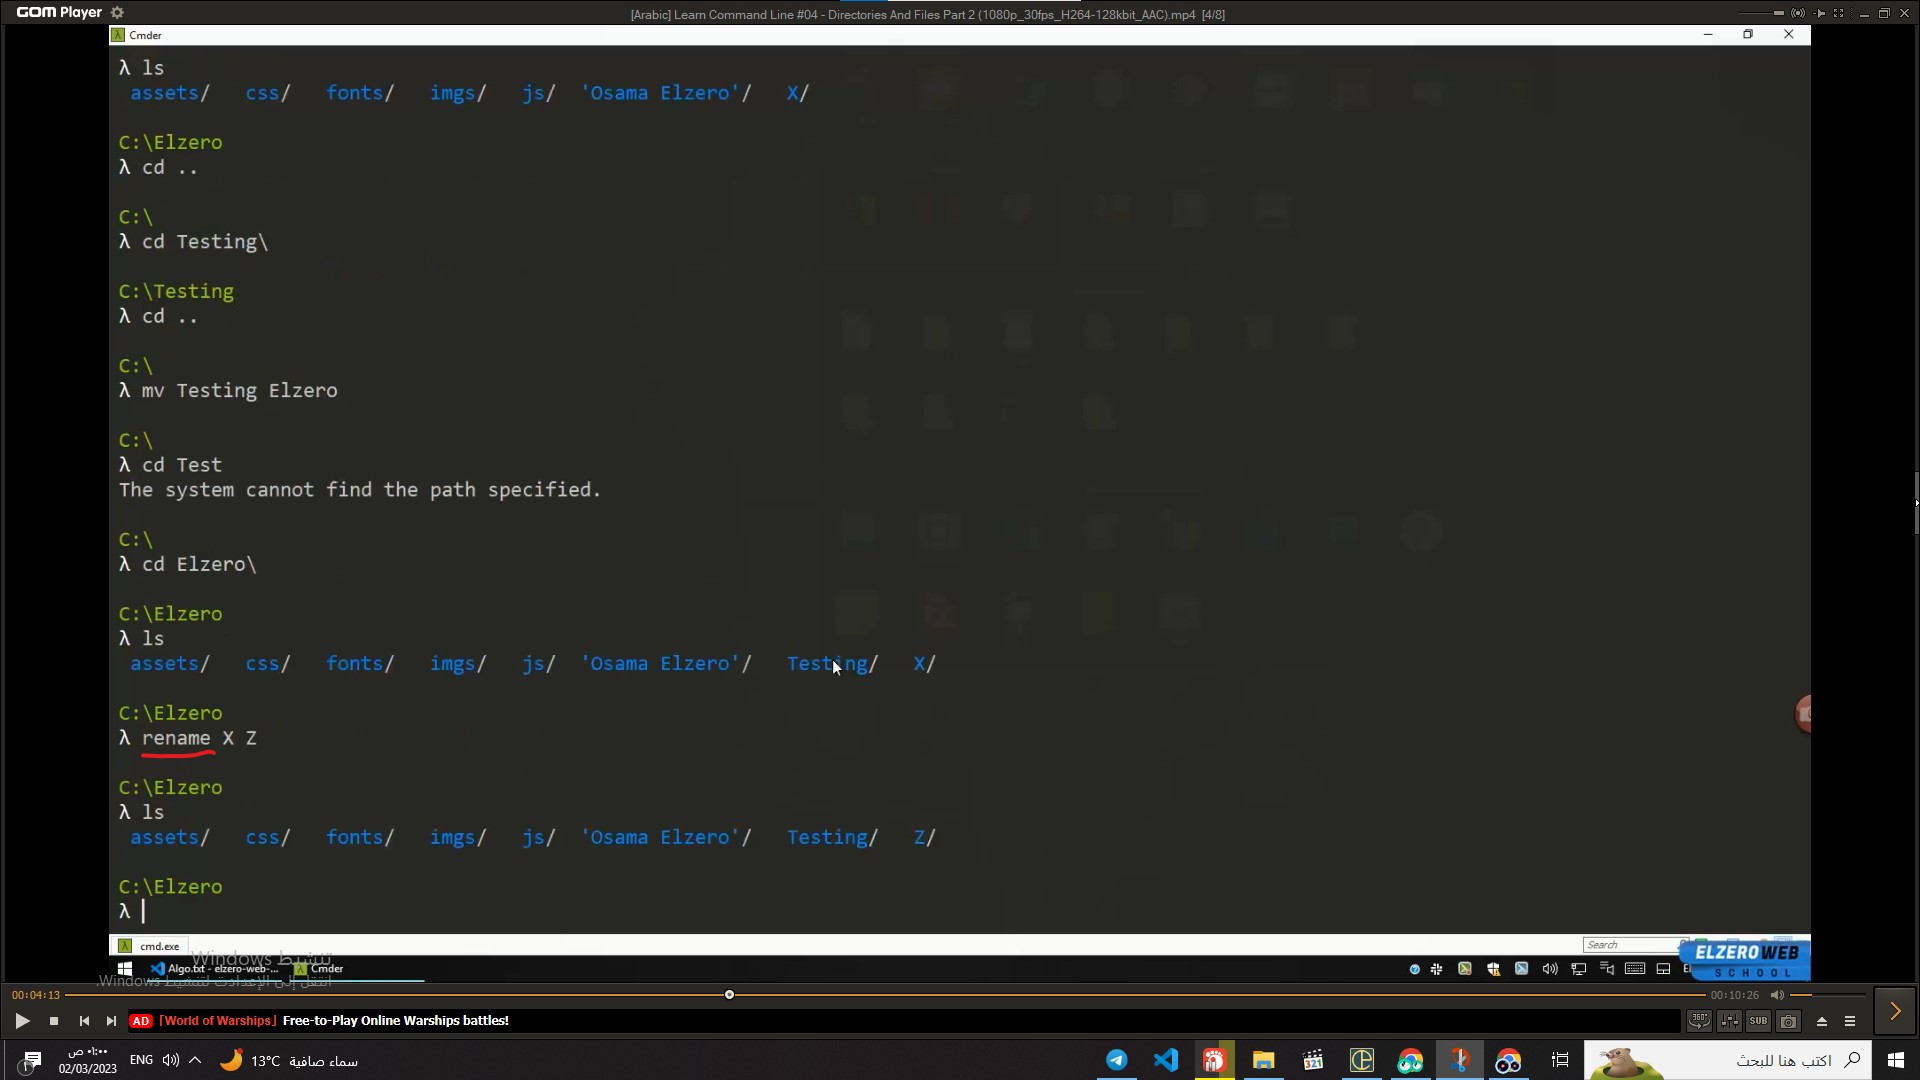 GOM Player
[Arabic] Learn Command Line #04 - Directories And Files Part 2 (1080p_30fps_H264-128kbit_AAC).mp4 [4/8]
Cmder
λ ls
assets/ css/ fonts/ imgs/ js/ 'Osama Elzero'/ X/
C:\Elzero
λ cd ..
C:\
λ cd Testing\
C:\Testing
λ cd ..
C:\
λ mv Testing Elzero
C:\
λ cd Test
The system cannot find the path specified.
C:\
λ cd Elzero\
C:\Elzero
λ ls
assets/ css/ fonts/ imgs/ js/ 'Osama Elzero'/ Testing/ X/
C:\Elzero
λ rename X Z
C:\Elzero
λ ls
assets/ css/ fonts/ imgs/ js/ 'Osama Elzero'/ Testing/ Z/
C:\Elzero
λ
cmd.exe
Search
تنشيط Windows
Algo.txt - elzero-web-...
Cmder
ELZERO WEB
SCHOOL
انتقل إلى الإعدادات لتنشيط Windows.
00:04:13
00:10:26
AD [World of Warships] Free-to-Play Online Warships battles!
360°
SUB
٠١:٠٠ ص
02/03/2023
ENG
13°C سماء صافية
321
اكتب هنا للبحث